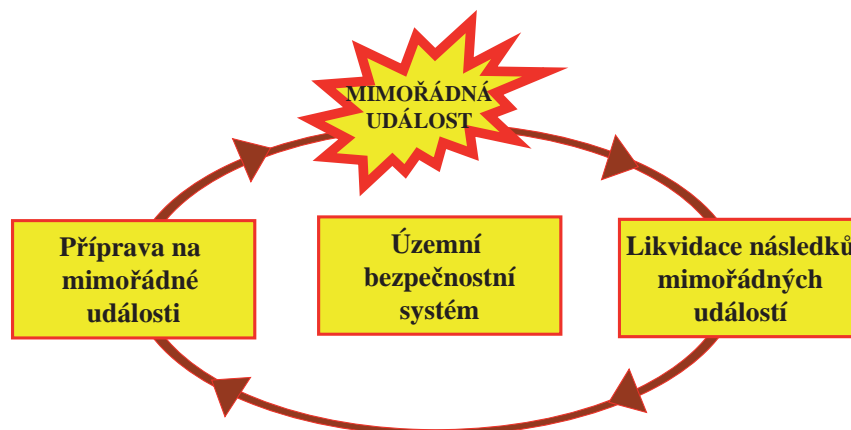 MIMOŘÁDNÁ
UDÁLOST
Příprava na
mimořádné
události
Územní
bezpečnostní
systém
Likvidace následků
mimořádných
událostí